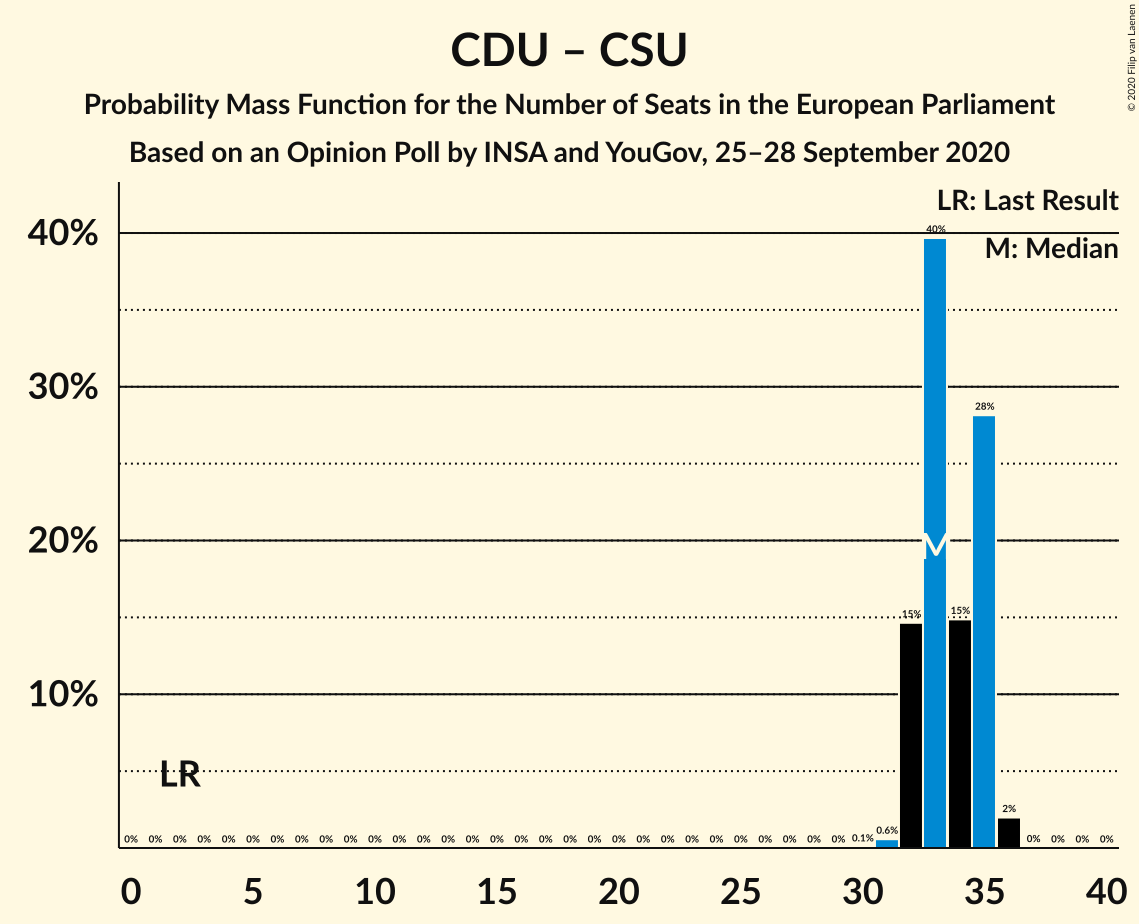 CDU – CSU
Probability Mass Function for the Number of Seats in the European Parliament
Based on an Opinion Poll by INSA and YouGov, 25–28 September 2020
© 2020 Filip van Laenen
LR: Last Result
M: Median
40%
30%
20%
10%
40%
28%
M
15%
15%
LR
2%
0% 0% 0% 0% 0% 0% 0% 0% 0% 0% 0% 0% 0% 0% 0% 0% 0% 0% 0% 0% 0% 0% 0% 0% 0% 0% 0% 0% 0% 0% 0.1% 0.6% 0% 0% 0% 0%
0 5 10 15 20 25 30 35 40